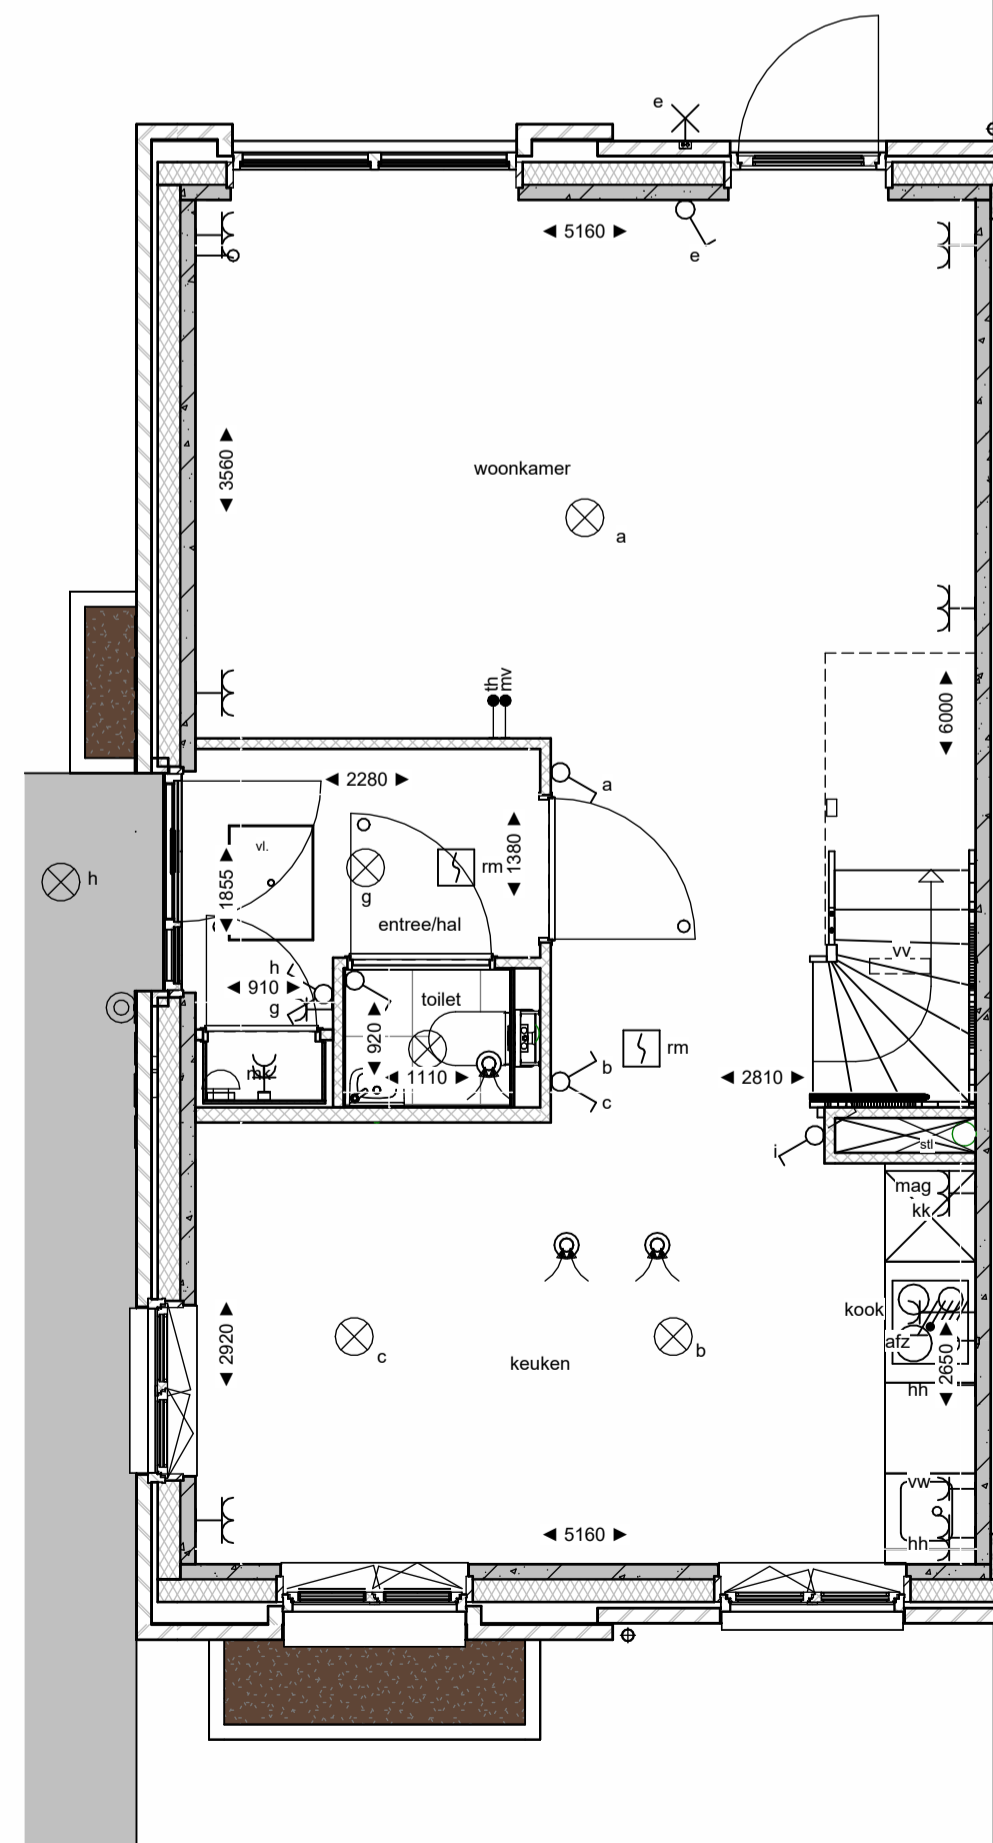 e
5160
e
3560
woonkamer
a
6000
th
mv
2280
a
vl.
1380
rm
h
1855
g
entree/hal
vv
h
910
toilet
g
920
rm
b
mk
1110
2810
c
i
stl
mag
kk
kook
afz
2650
2920
c
b
keuken
hh
vw
5160
hh